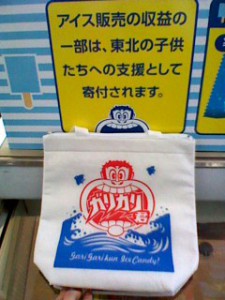 アイス販売の収益の
一部は、東北の子供
たちへの支援として
寄付されます。
ガリガリ
君
Gari Gari kun Ice Candy!